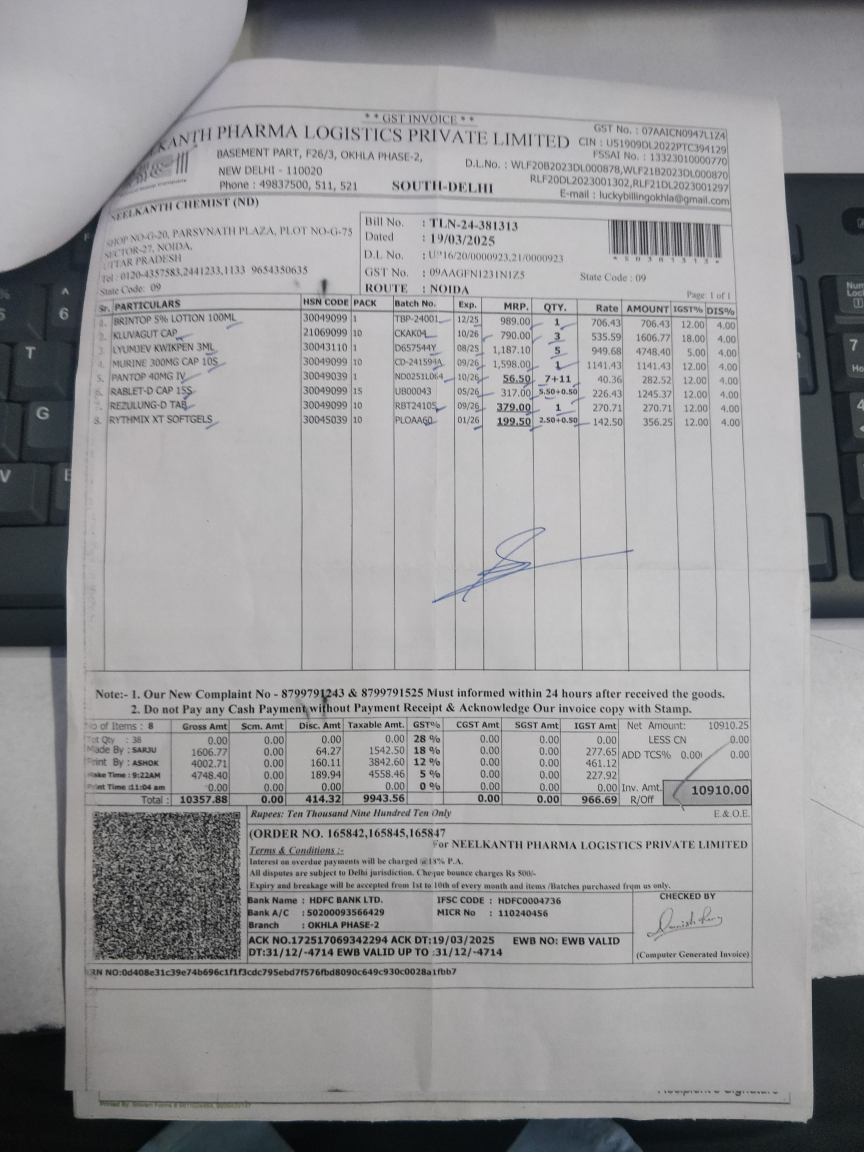 * * GST INVOICE * *
GST No. : 07AAICN0947L1Z4
KANTH PHARMA LOGISTICS PRIVATE LIMITED
CIN : U51909DL2022PTC394129
FSSAI No. : 13323010000770
BASEMENT PART, F26/3, OKHLA PHASE-2,
D.L.No. : WLF20B2023DL000878,WLF21B2023DL000870
NEW DELHI - 110020
RLF20DL2023001302,RLF21DL2023001297
Phone : 49837500, 511, 521
SOUTH-DELHI
E-mail : luckybillingokhla@gmail.com
NEELKANTH CHEMIST (ND)
SHOP NO-G-20, PARSVNATH PLAZA, PLOT NO-G-75
SECTOR-27, NOIDA,
UTTAR PRADESH
Tel : 0120-4357583,2441233,1133 9654350635
State Code: 09
Bill No. : TLN-24-381313
Dated : 19/03/2025
D.L. No. : UP16/20/0000923,21/0000923
GST No. : 09AAGFN1231N1Z5
State Code : 09
ROUTE : NOIDA
Page: 1 of 1
Sr. PARTICULARS HSN CODE PACK Batch No. Exp. MRP. QTY. Rate AMOUNT IGST% DIS%
1. BRINTOP 5% LOTION 100ML 30049099 1 TBP-24001 12/25 989.00 1 706.43 706.43 12.00 4.00
2. KLUVAGUT CAP 21069099 10 CKAK04 10/26 790.00 3 535.59 1606.77 18.00 4.00
3. LYUMJEV KWIKPEN 3ML 30043110 1 D657544Y 08/25 1,187.10 5 949.68 4748.40 5.00 4.00
4. MURINE 300MG CAP 10S 30049099 10 CD-241594A 09/26 1,598.00 1 1141.43 1141.43 12.00 4.00
5. PANTOP 40MG IV 30049039 1 ND0251L064 10/26 56.50 7+11 40.36 282.52 12.00 4.00
6. RABLET-D CAP 15S 30049099 15 UB00043 05/26 317.00 5.50+0.50 226.43 1245.37 12.00 4.00
7. REZULUNG-D TAB 30049099 10 RBT24105 09/26 379.00 1 270.71 270.71 12.00 4.00
8. RYTHMIX XT SOFTGELS 30045039 10 PLOAA60 01/26 199.50 2.50+0.50 142.50 356.25 12.00 4.00
Note:- 1. Our New Complaint No - 8799791243 & 8799791525 Must informed within 24 hours after received the goods.
2. Do not Pay any Cash Payment without Payment Receipt & Acknowledge Our invoice copy with Stamp.
No of Items : 8 Gross Amt Scm. Amt Disc. Amt Taxable Amt. GST% CGST Amt SGST Amt IGST Amt Net Amount: 10910.25
Tot Qty : 38 0.00 0.00 0.00 0.00 28 % 0.00 0.00 0.00 LESS CN 0.00
Made By : SARJU 1606.77 0.00 64.27 1542.50 18 % 0.00 0.00 277.65 ADD TCS% 0.00 0.00
Print By : ASHOK 4002.71 0.00 160.11 3842.60 12 % 0.00 0.00 461.12
Make Time : 9:22AM 4748.40 0.00 189.94 4558.46 5 % 0.00 0.00 227.92
Print Time :11:04 am 0.00 0.00 0.00 0.00 0 % 0.00 0.00 Inv. Amt. 10910.00
Total : 10357.88 0.00 414.32 9943.56 0.00 0.00 966.69 R/Off
Rupees: Ten Thousand Nine Hundred Ten Only
E.& O.E.
(ORDER NO. 165842,165845,165847
For NEELKANTH PHARMA LOGISTICS PRIVATE LIMITED
Terms & Conditions :-
Interest on overdue payments will be charged @18% P.A.
All disputes are subject to Delhi jurisdiction. Cheque bounce charges Rs 500/-
Expiry and breakage will be accepted from 1st to 10th of every month and items /Batches purchased from us only.
Bank Name : HDFC BANK LTD. IFSC CODE : HDFC0004736
Bank A/C : 50200093566429 MICR No : 110240456
Branch : OKHLA PHASE-2
CHECKED BY
ACK NO.172517069342294 ACK DT:19/03/2025 EWB NO: EWB VALID
DT:31/12/-4714 EWB VALID UP TO :31/12/-4714
(Computer Generated Invoice)
RN NO:0d408e31c39e74b696c1f1f3cdc795ebd7f576fbd8090c649c930c0028a1fbb7